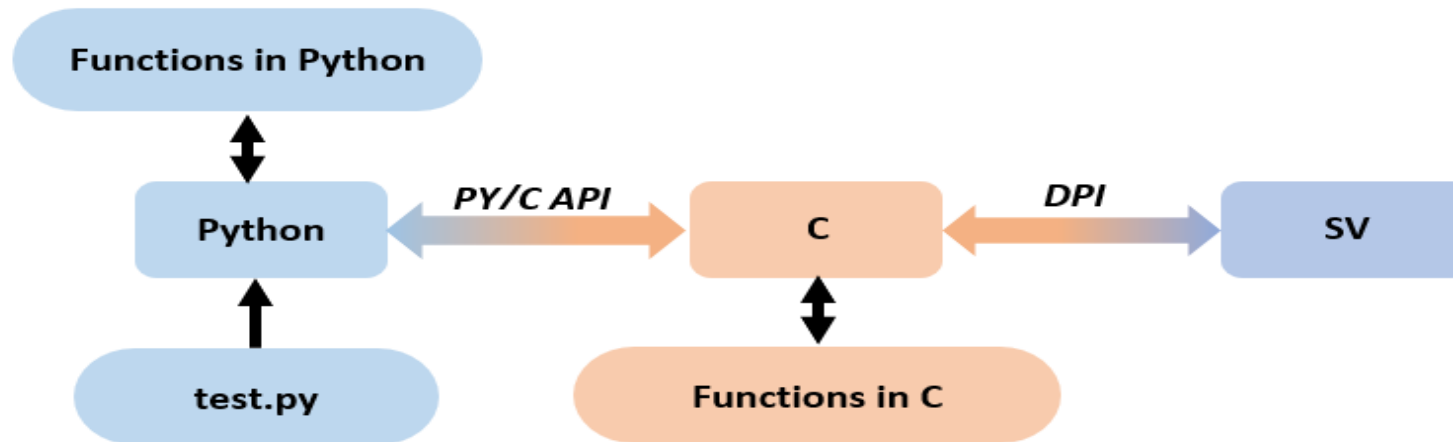 Functions in Python
PY/C API
DPI
Python
C
SV
test.py
Functions in C